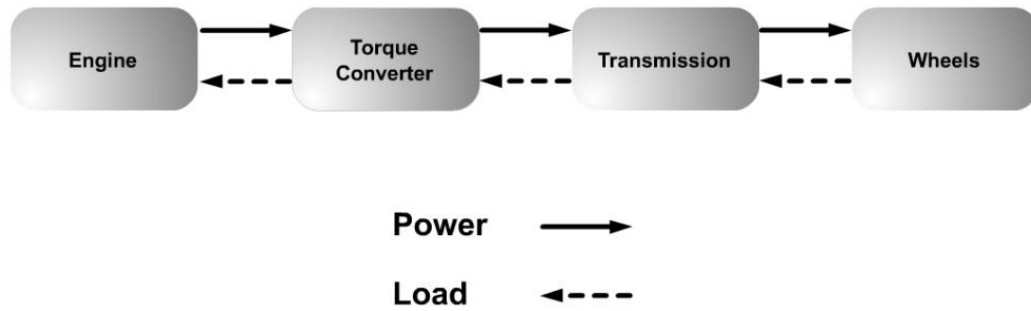 Engine
Torque
Converter
Transmission
Wheels
Power
Load